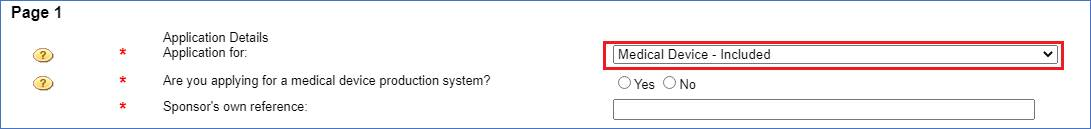 Page 1
Application Details
? * Application for: Medical Device - Included
? * Are you applying for a medical device production system? Yes No
* Sponsor's own reference: